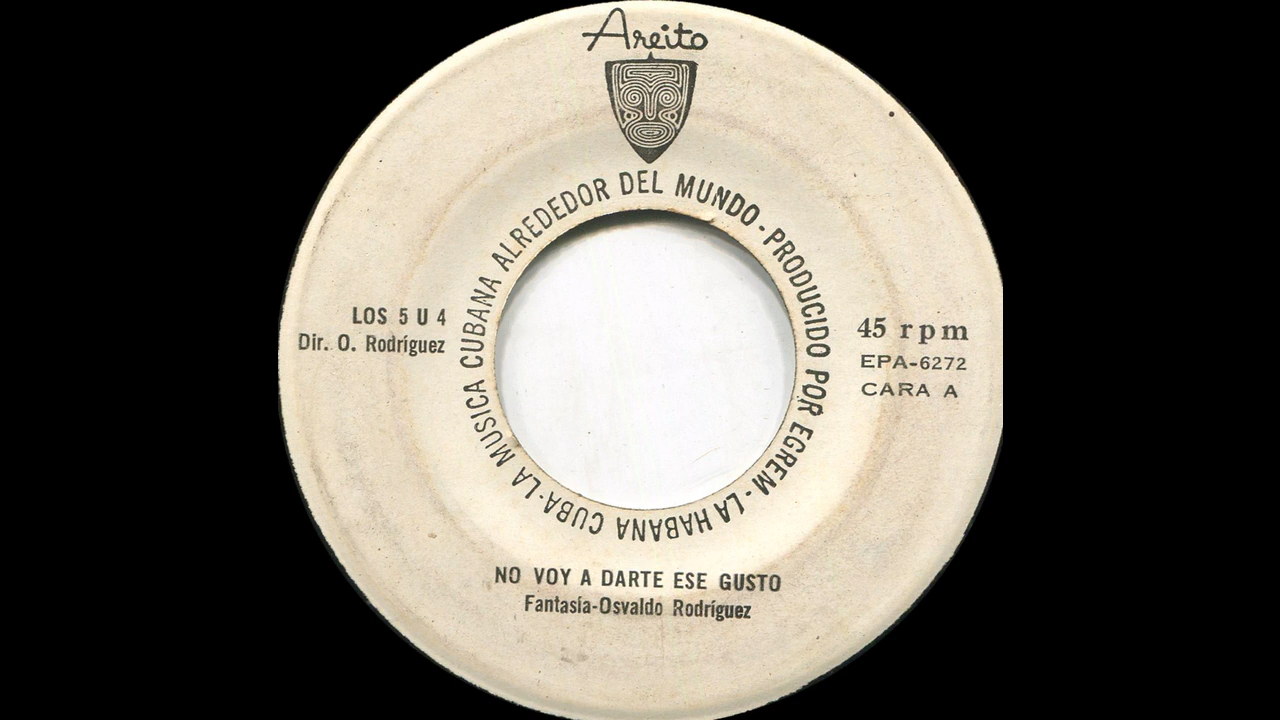 Areito
LA MUSICA CUBANA ALREDEDOR DEL MUNDO - PRODUCIDO POR EGREM - LA HABANA CUBA -
LOS 5 U 4
Dir. O. Rodríguez
45 rpm
EPA-6272
CARA A
NO VOY A DARTE ESE GUSTO
Fantasía-Osvaldo Rodríguez